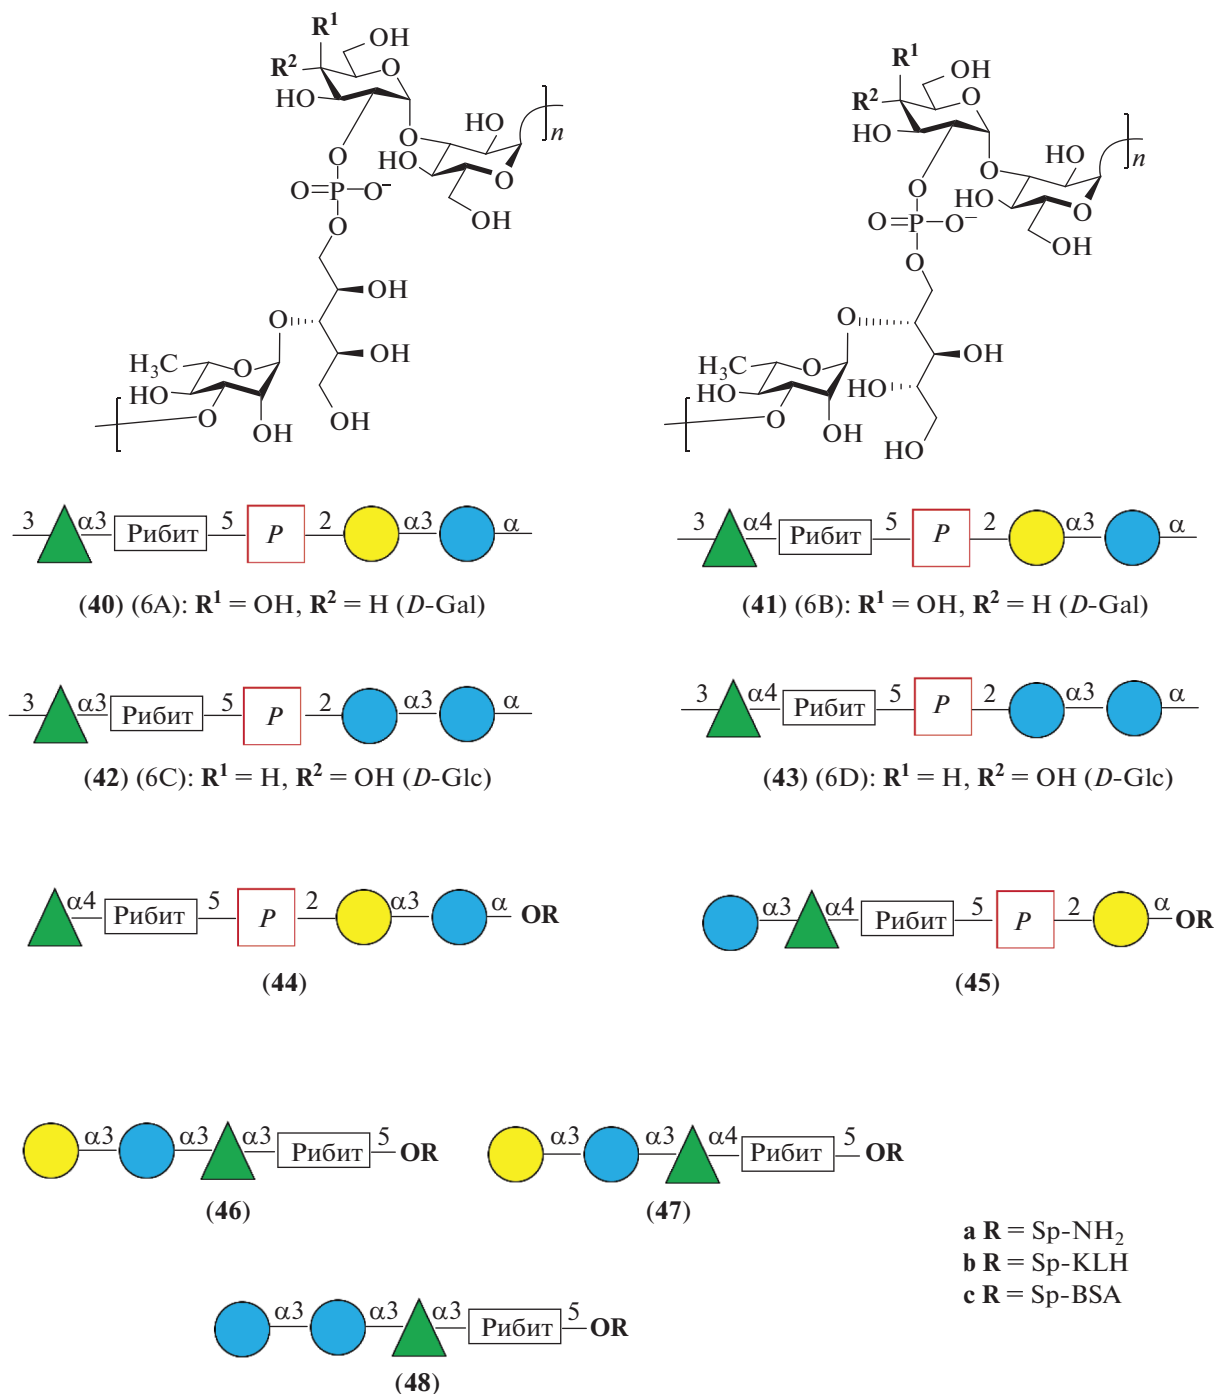 R¹
R²
OH
O
HO
O
HO
HO
O
OH
n
O
O=P–O⁻
O
OH
O
OH
OH
H₃C
O
HO
O
OH
R¹
R²
OH
O
HO
O
HO
HO
O
OH
n
O
O=P–O⁻
O
O
OH
HO
HO
H₃C
O
HO
O
OH
3 α3 Рибит 5 P 2 α3 α
3 α4 Рибит 5 P 2 α3 α
(40) (6A): R¹ = OH, R² = H (D-Gal)
(41) (6B): R¹ = OH, R² = H (D-Gal)
3 α3 Рибит 5 P 2 α3 α
3 α4 Рибит 5 P 2 α3 α
(42) (6C): R¹ = H, R² = OH (D-Glc)
(43) (6D): R¹ = H, R² = OH (D-Glc)
α4 Рибит 5 P 2 α3 α OR
α3 α4 Рибит 5 P 2 α OR
(44)
(45)
α3 α3 α3 Рибит 5 OR
α3 α3 α4 Рибит 5 OR
(46)
(47)
a R = Sp-NH₂
b R = Sp-KLH
c R = Sp-BSA
α3 α3 α3 Рибит 5 OR
(48)